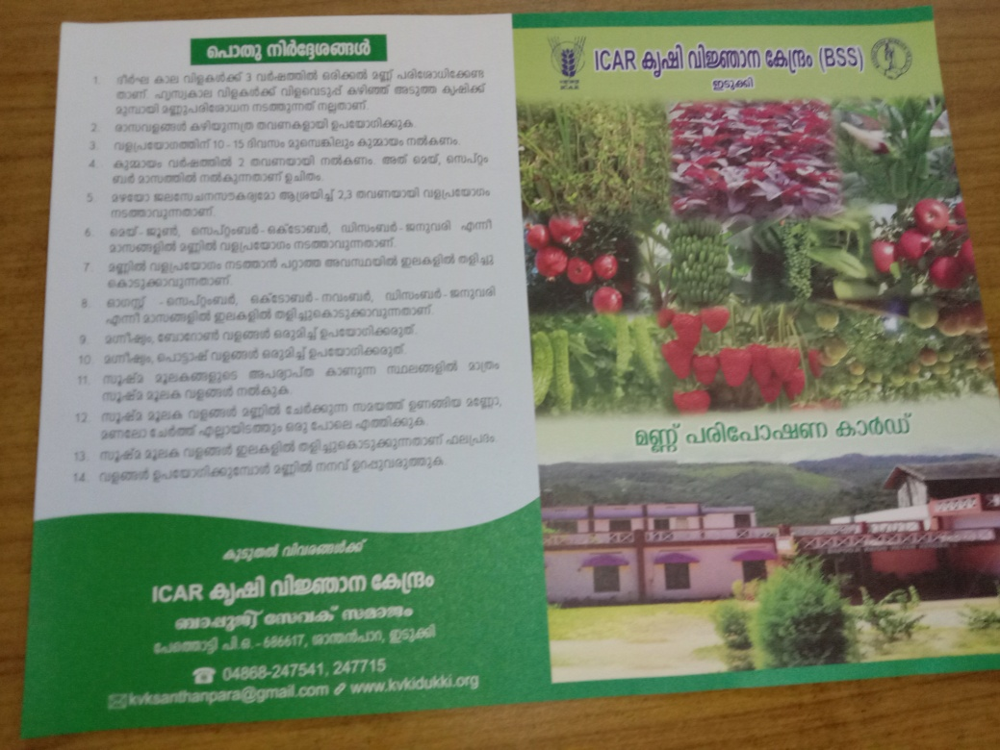 പൊതു നിർദ്ദേശങ്ങൾ
1. ദീർഘ കാല വിളകൾക്ക് 3 വർഷത്തിൽ ഒരിക്കൽ മണ്ണ് പരിശോധിക്കേണ്ട
താണ്. ഹ്രസ്വകാല വിളകൾക്ക് വിളവെടുപ്പ് കഴിഞ്ഞ് അടുത്ത കൃഷിക്ക്
മുമ്പായി മണ്ണുപരിശോധന നടത്തുന്നത് നല്ലതാണ്.
2. രാസവളങ്ങൾ കഴിയുന്നത്ര തവണകളായി ഉപയോഗിക്കുക.
3. വളപ്രയോഗത്തിന് 10 - 15 ദിവസം മുമ്പെങ്കിലും കുമ്മായം നൽകണം.
4. കുമ്മായം വർഷത്തിൽ 2 തവണയായി നൽകണം. അത് മെയ്, സെപ്റ്റം
ബർ മാസത്തിൽ നൽകുന്നതാണ് ഉചിതം.
5. മഴയോ ജലസേചനസൗകര്യമോ ആശ്രയിച്ച് 2,3 തവണയായി വളപ്രയോഗം
നടത്താവുന്നതാണ്.
6. മെയ് - ജൂൺ, സെപ്റ്റംബർ - ഒക്ടോബർ, ഡിസംബർ - ജനുവരി എന്നീ
മാസങ്ങളിൽ മണ്ണിൽ വളപ്രയോഗം നടത്താവുന്നതാണ്.
7. മണ്ണിൽ വളപ്രയോഗം നടത്താൻ പറ്റാത്ത അവസ്ഥയിൽ ഇലകളിൽ തളിച്ചു
കൊടുക്കാവുന്നതാണ്.
8. ഓഗസ്റ്റ് - സെപ്റ്റംബർ, ഒക്ടോബർ - നവംബർ, ഡിസംബർ - ജനുവരി
എന്നീ മാസങ്ങളിൽ ഇലകളിൽ തളിച്ചുകൊടുക്കാവുന്നതാണ്.
9. മഗ്നീഷ്യം, ബോറോൺ വളങ്ങൾ ഒരുമിച്ച് ഉപയോഗിക്കരുത്.
10. മഗ്നീഷ്യം, പൊട്ടാഷ് വളങ്ങൾ ഒരുമിച്ച് ഉപയോഗിക്കരുത്.
11. സൂഷ്മ മൂലകങ്ങളുടെ അപര്യാപ്ത കാണുന്ന സ്ഥലങ്ങളിൽ മാത്രം
സൂഷ്മ മൂലക വളങ്ങൾ നൽകുക.
12. സൂഷ്മ മൂലക വളങ്ങൾ മണ്ണിൽ ചേർക്കുന്ന സമയത്ത് ഉണങ്ങിയ മണ്ണോ,
മണലോ ചേർത്ത് എല്ലായിടത്തും ഒരു പോലെ എത്തിക്കുക.
13. സൂഷ്മ മൂലക വളങ്ങൾ ഇലകളിൽ തളിച്ചുകൊടുക്കുന്നതാണ് ഫലപ്രദം.
14. വളങ്ങൾ ഉപയോഗിക്കുമ്പോൾ മണ്ണിൽ നനവ് ഉറപ്പുവരുത്തുക.
കൂടുതൽ വിവരങ്ങൾക്ക്
ICAR കൃഷി വിജ്ഞാന കേന്ദ്രം
ബാപ്പുജി സേവക് സമാജം
പേത്തൊട്ടി പി.ഒ. - 686617, ശാന്തൻപാറ, ഇടുക്കി
04868-247541, 247715
kvksanthanpara@gmail.com www.kvkidukki.org
ICAR കൃഷി വിജ്ഞാന കേന്ദ്രം (BSS)
ഇടുക്കി
ICAR
മണ്ണ് പരിപോഷണ കാർഡ്